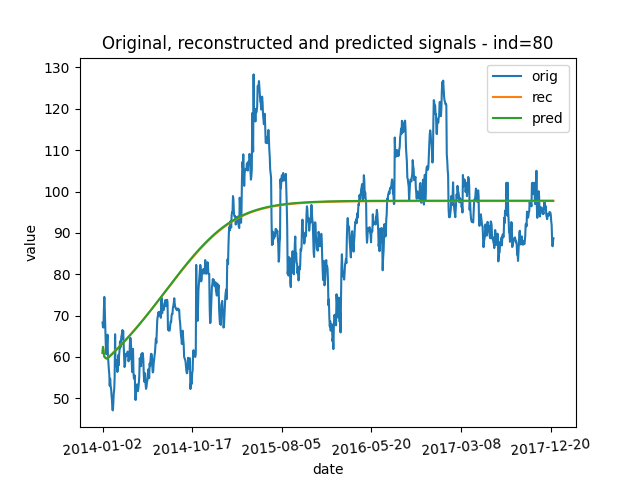 Original, reconstructed and predicted signals - ind=80
130
120
110
100
90
80
70
60
50
value
orig
rec
pred
2014-01-02 2014-10-17 2015-08-05 2016-05-20 2017-03-08 2017-12-20
date